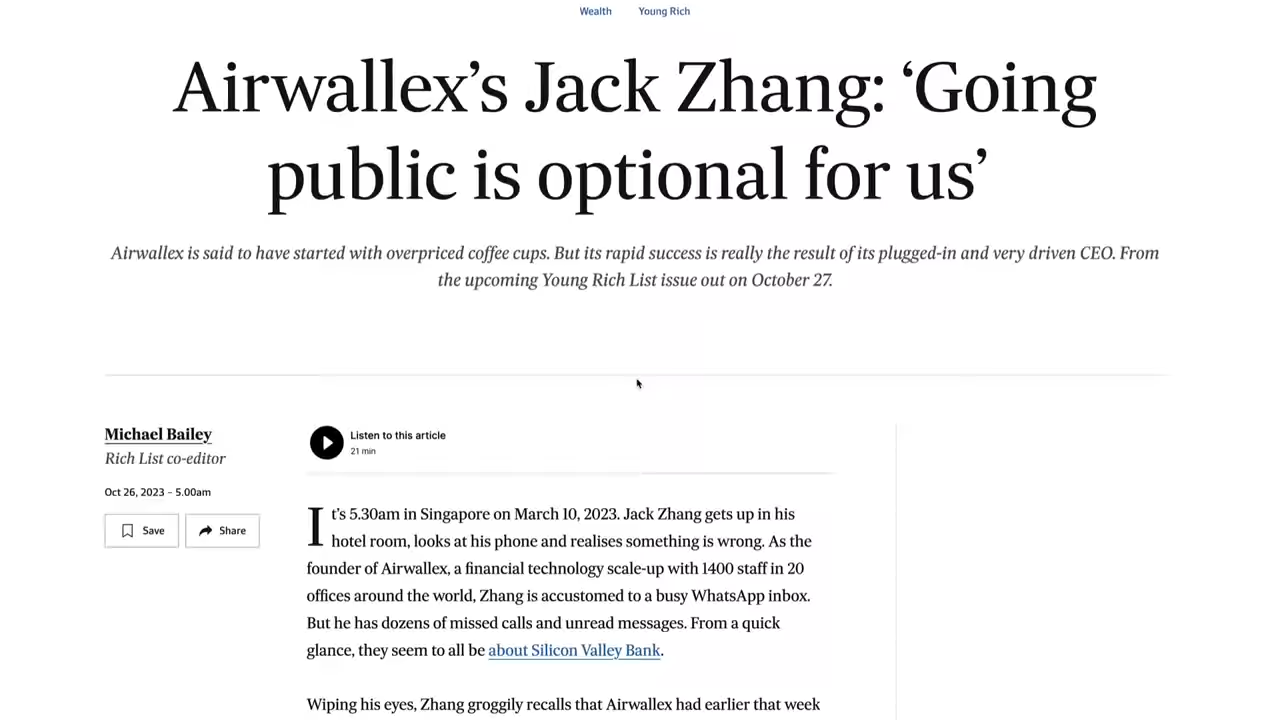 Wealth Young Rich
Airwallex’s Jack Zhang: ‘Going
public is optional for us’
Airwallex is said to have started with overpriced coffee cups. But its rapid success is really the result of its plugged-in and very driven CEO. From
the upcoming Young Rich List issue out on October 27.
Michael Bailey
Rich List co-editor
Oct 26, 2023 – 5.00am
Save Share
Listen to this article
21 min
It’s 5.30am in Singapore on March 10, 2023. Jack Zhang gets up in his
hotel room, looks at his phone and realises something is wrong. As the
founder of Airwallex, a financial technology scale-up with 1400 staff in 20
offices around the world, Zhang is accustomed to a busy WhatsApp inbox.
But he has dozens of missed calls and unread messages. From a quick
glance, they seem to all be about Silicon Valley Bank.
Wiping his eyes, Zhang groggily recalls that Airwallex had earlier that week